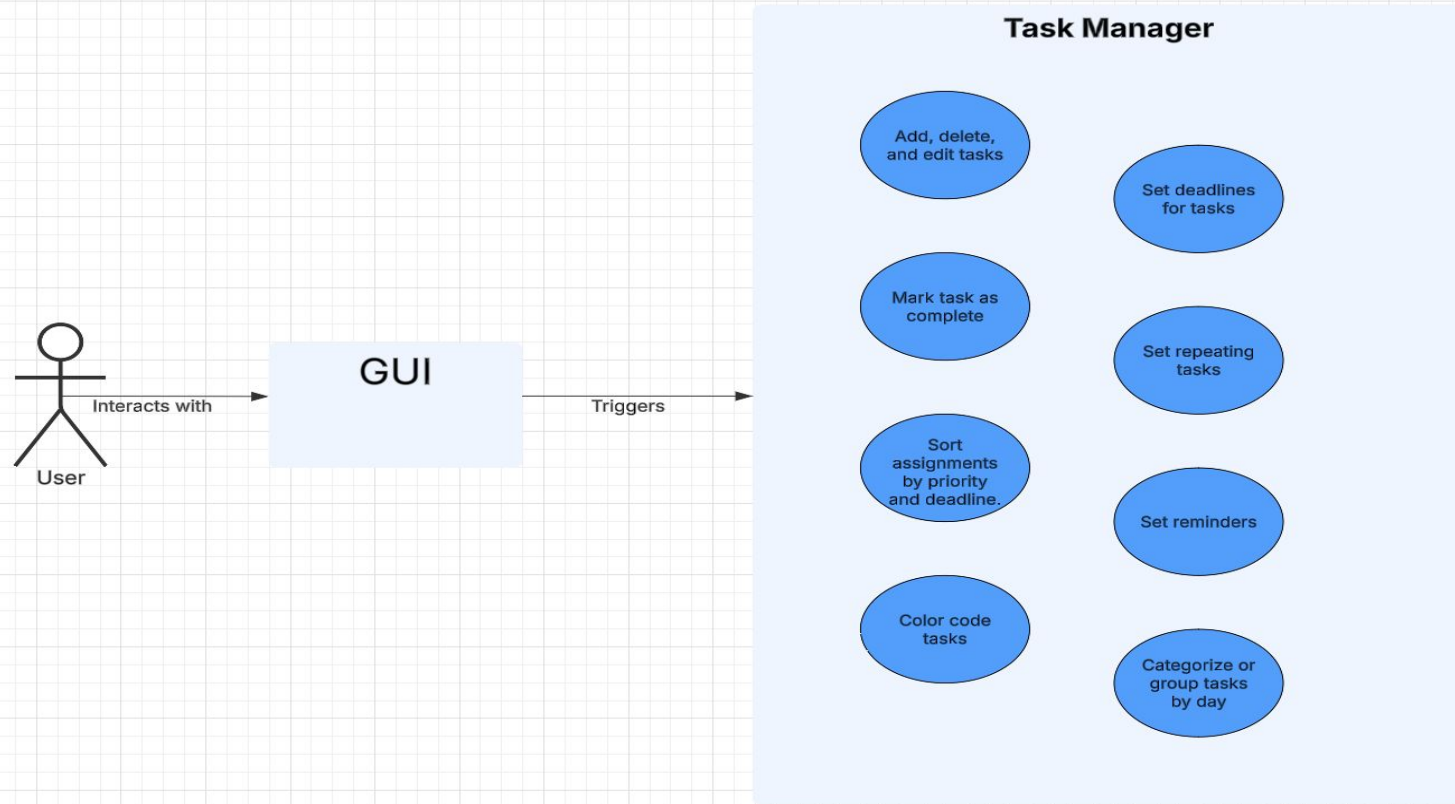 Task Manager
Add, delete,
and edit tasks
Set deadlines
for tasks
Mark task as
complete
Set repeating
tasks
GUI
Interacts with
Triggers
User
Sort
assignments
by priority
and deadline.
Set reminders
Color code
tasks
Categorize or
group tasks
by day